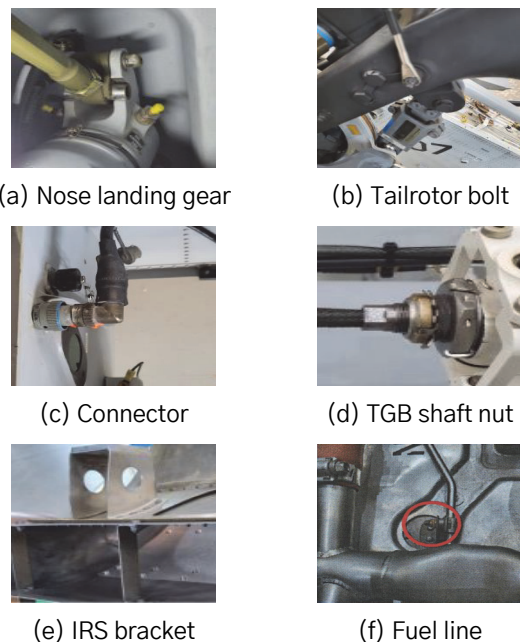 (a) Nose landing gear
(b) Tailrotor bolt
(c) Connector
(d) TGB shaft nut
(e) IRS bracket
(f) Fuel line